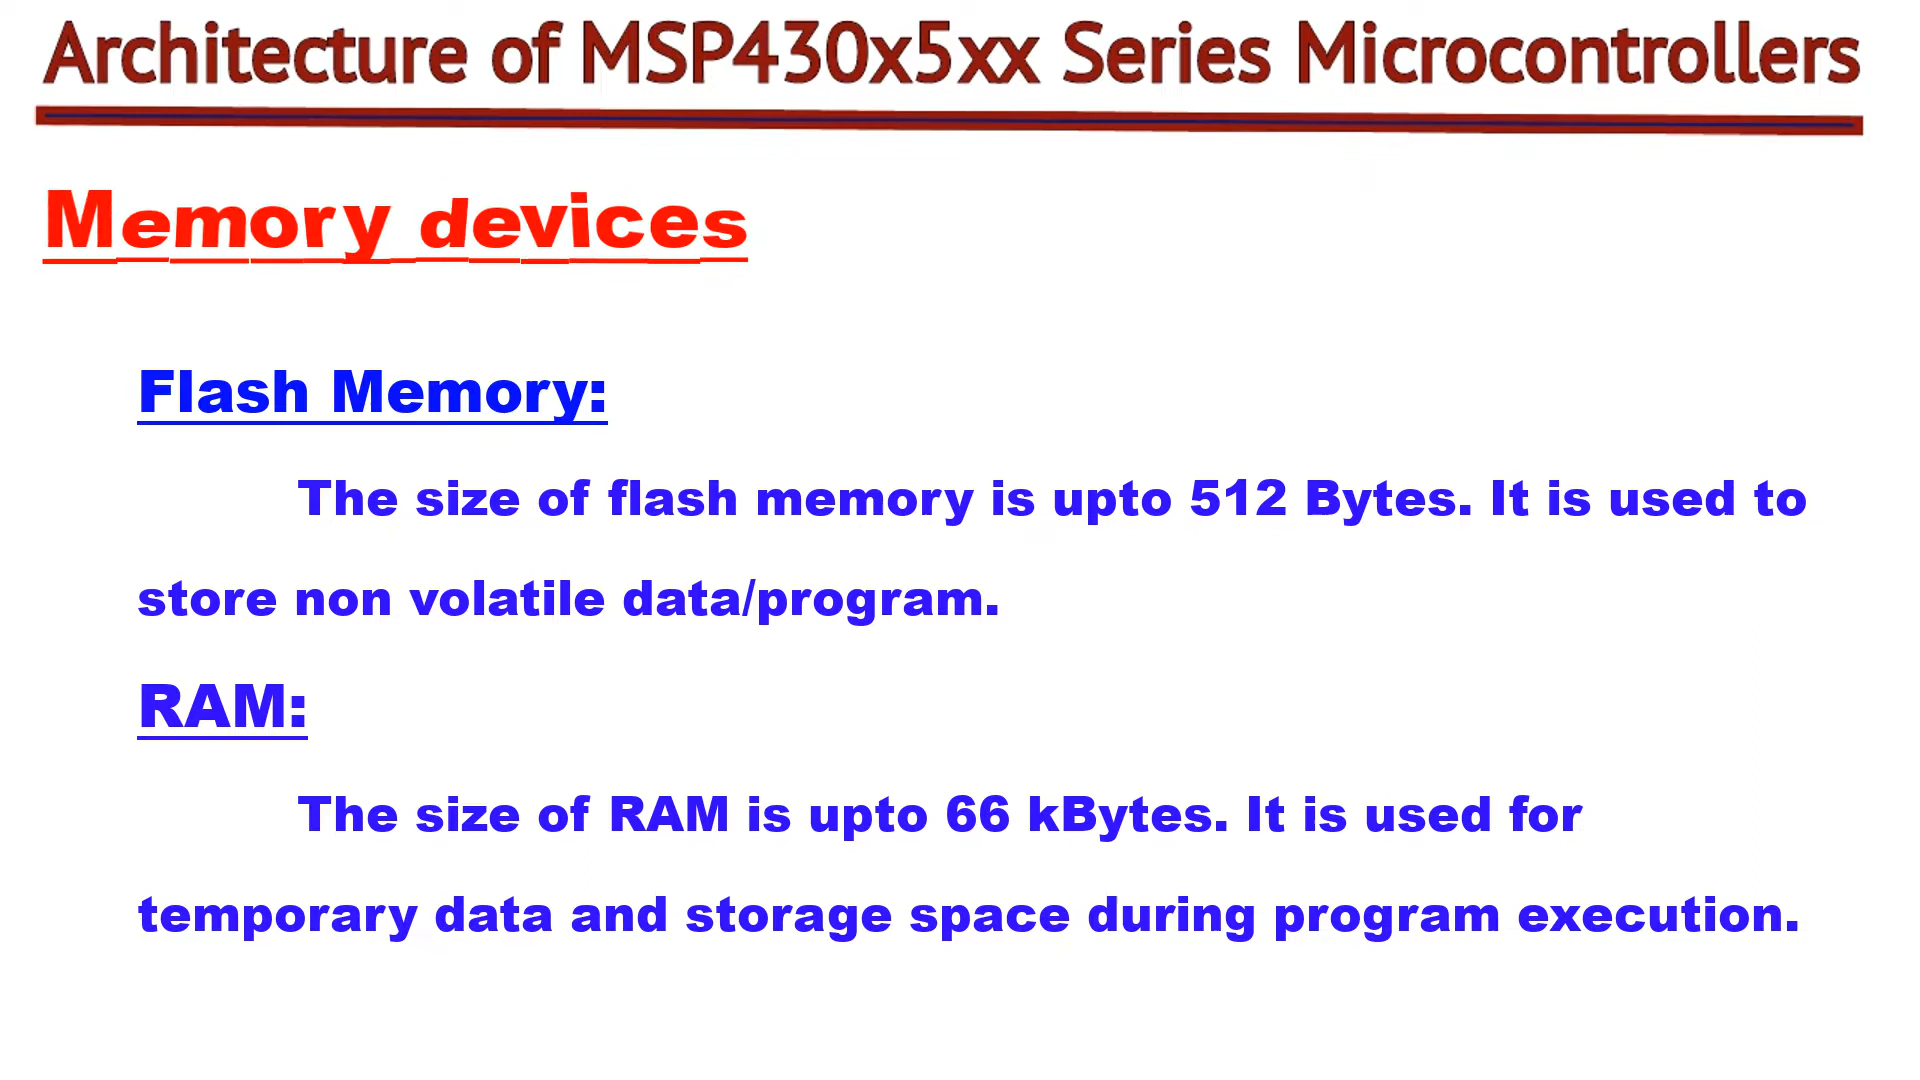 Architecture of MSP430x5xx Series Microcontrollers
Memory devices
Flash Memory:
The size of flash memory is upto 512 Bytes. It is used to
store non volatile data/program.
RAM:
The size of RAM is upto 66 kBytes. It is used for
temporary data and storage space during program execution.